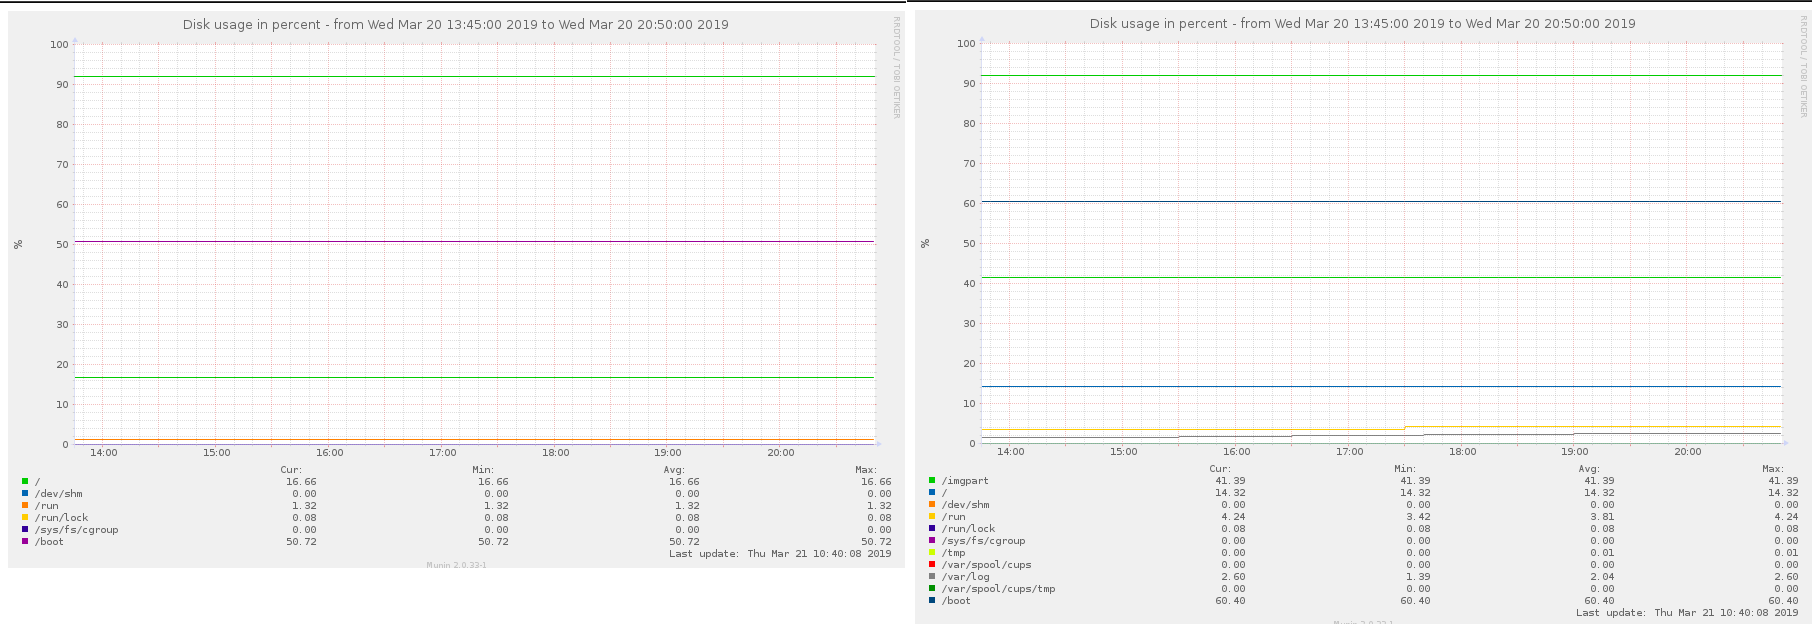 Disk usage in percent - from Wed Mar 20 13:45:00 2019 to Wed Mar 20 20:50:00 2019
RRDTOOL / TOBI OETIKER
100
90
80
70
60
50
40
30
20
10
0
%
14:00 15:00 16:00 17:00 18:00 19:00 20:00
Cur: Min: Avg: Max:
/ 16.66 16.66 16.66 16.66
/dev/shm 0.00 0.00 0.00 0.00
/run 1.32 1.32 1.32 1.32
/run/lock 0.08 0.08 0.08 0.08
/sys/fs/cgroup 0.00 0.00 0.00 0.00
/boot 50.72 50.72 50.72 50.72
Last update: Thu Mar 21 10:40:08 2019
Munin 2.0.33-1
Disk usage in percent - from Wed Mar 20 13:45:00 2019 to Wed Mar 20 20:50:00 2019
RRDTOOL / TOBI OETIKER
100
90
80
70
60
50
40
30
20
10
0
%
14:00 15:00 16:00 17:00 18:00 19:00 20:00
Cur: Min: Avg: Max:
/imgpart 41.39 41.39 41.39 41.39
/ 14.32 14.32 14.32 14.32
/dev/shm 0.00 0.00 0.00 0.00
/run 4.24 3.42 3.81 4.24
/run/lock 0.08 0.08 0.08 0.08
/sys/fs/cgroup 0.00 0.00 0.00 0.00
/tmp 0.00 0.00 0.01 0.01
/var/spool/cups 0.00 0.00 0.00 0.00
/var/log 2.60 1.39 2.04 2.60
/var/spool/cups/tmp 0.00 0.00 0.00 0.00
/boot 60.40 60.40 60.40 60.40
Last update: Thu Mar 21 10:40:08 2019